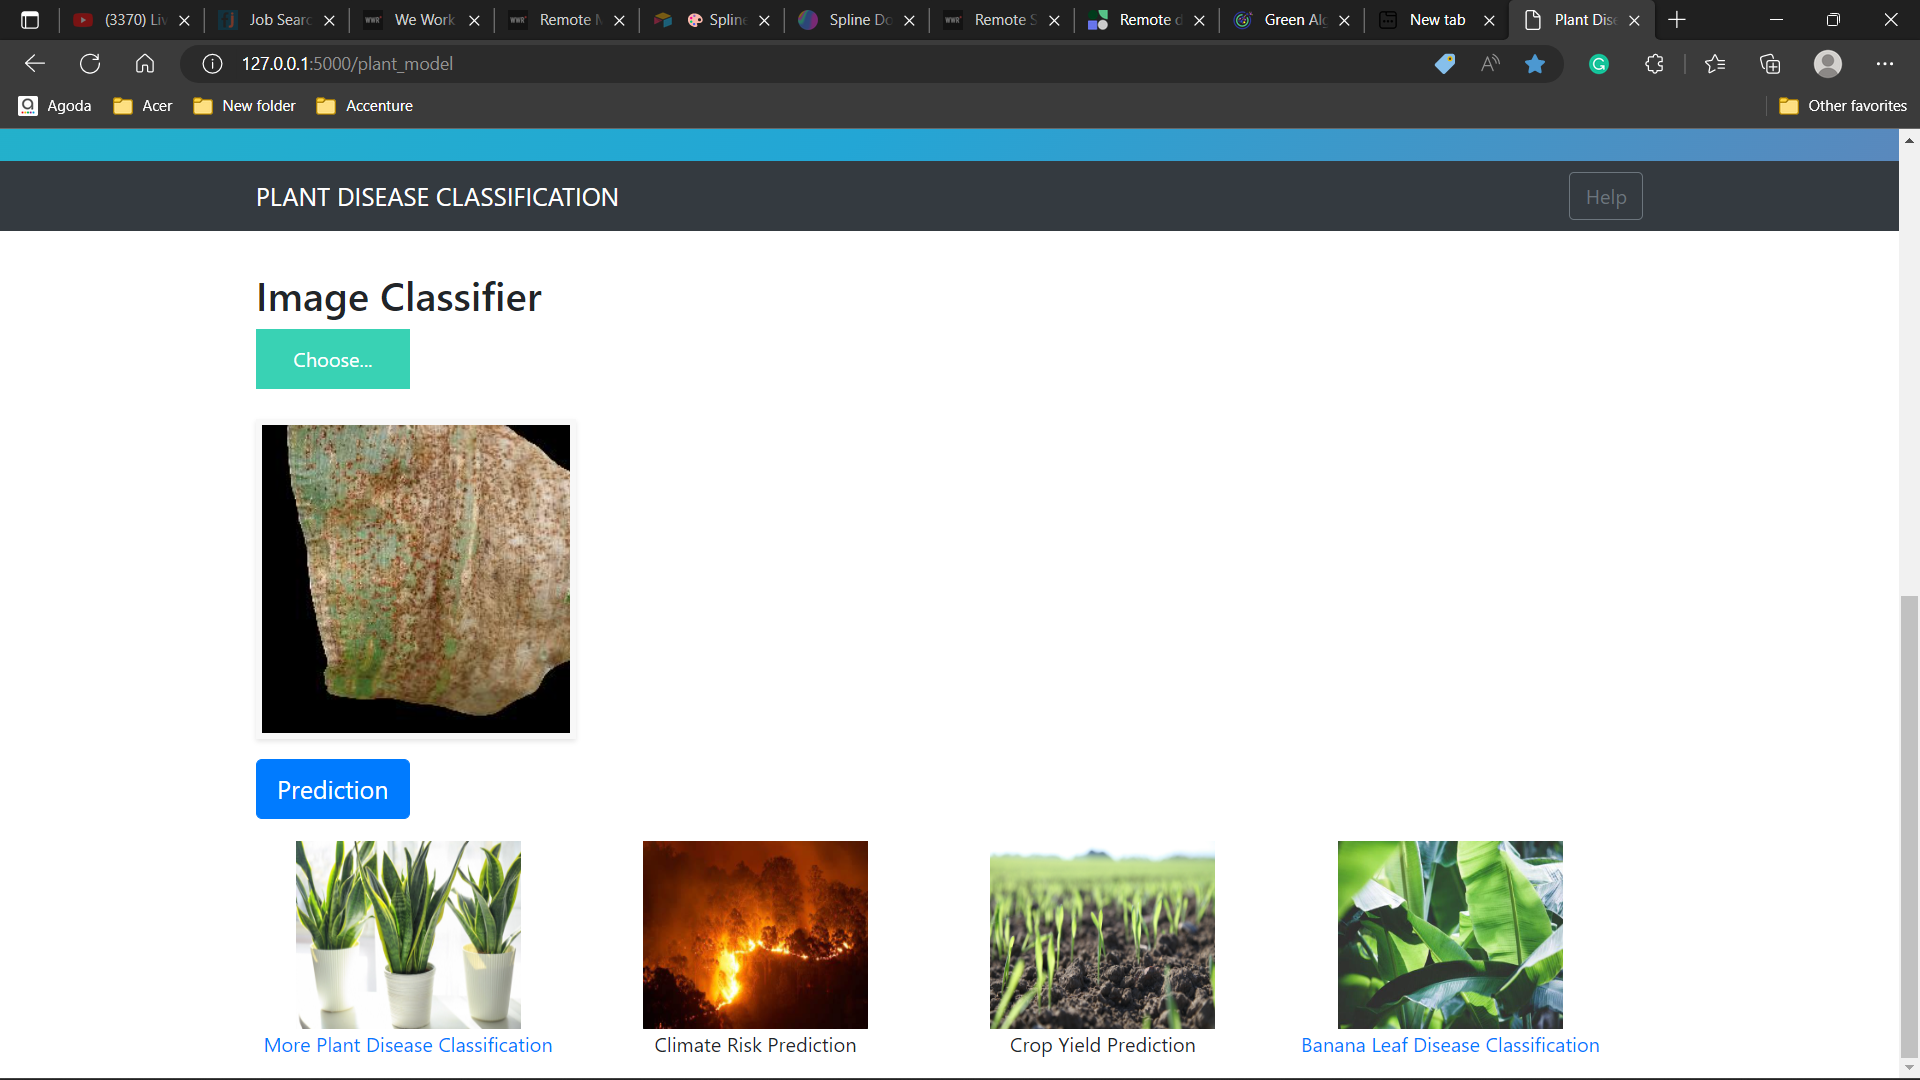 (3370) Liv
Job Searc
We Work
Remote
Spline
Spline Do
Remote S
Remote d
Green Alg
New tab
Plant Dise
127.0.0.1:5000/plant_model
Agoda
Acer
New folder
Accenture
Other favorites
PLANT DISEASE CLASSIFICATION
Help
Image Classifier
Choose...
Prediction
More Plant Disease Classification
Climate Risk Prediction
Crop Yield Prediction
Banana Leaf Disease Classification